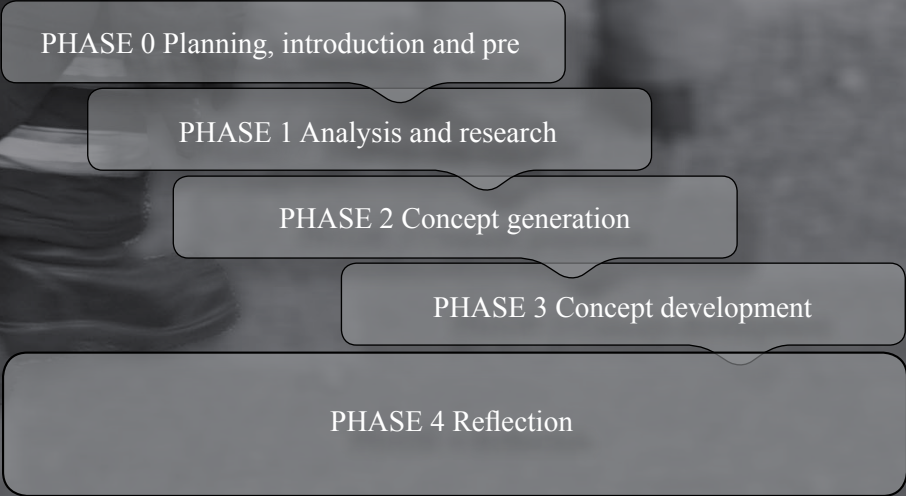 PHASE 0 Planning, introduction and pre
PHASE 1 Analysis and research
PHASE 2 Concept generation
PHASE 3 Concept development
PHASE 4 Reflection